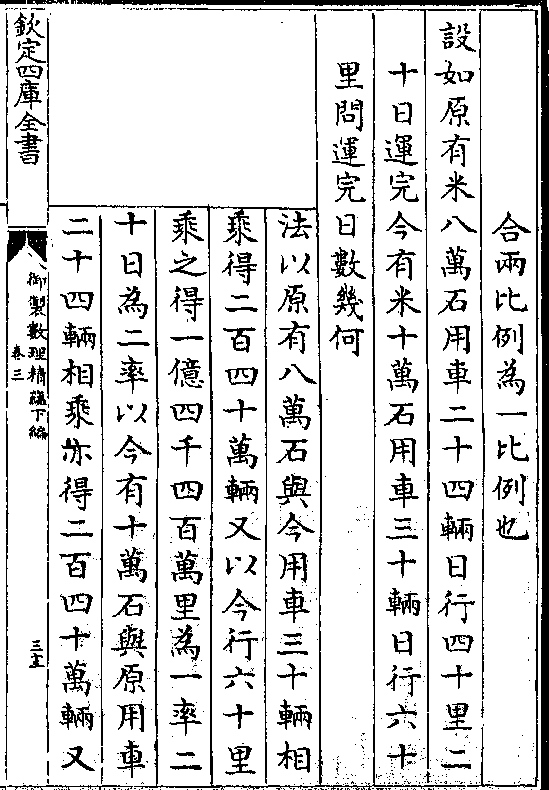 合兩比例為一比例也
設如原有米八萬石用車二十四輛日行四十里二
十日運完今有米十萬石用車三十輛日行六十
里問運完日數幾何
法以原有八萬石與今用車三十輛相
乘得二百四十萬輛又以今行六十里
乘之得一億四千四百萬里為一率二
十日為二率以今有十萬石與原用車
二十四輛相乘亦得二百四十萬輛又
欽定四庫全書
御製數理精蘊下編
卷三